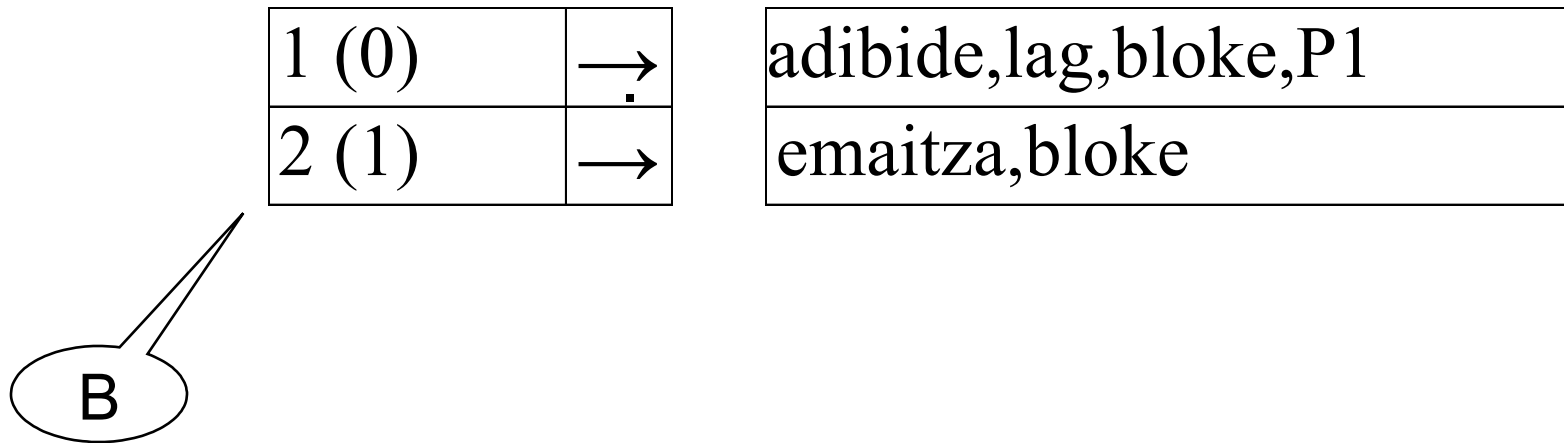 1 (0) → adibide,lag,bloke,P1
2 (1) → emaitza,bloke
B